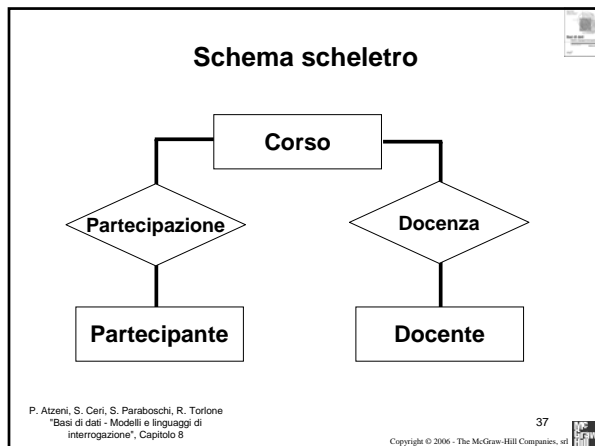 Schema scheletro
Corso
Partecipazione
Docenza
Partecipante
Docente
P. Atzeni, S. Ceri, S. Paraboschi, R. Torlone
"Basi di dati - Modelli e linguaggi di
interrogazione", Capitolo 8
37
Copyright © 2006 - The McGraw-Hill Companies, srl